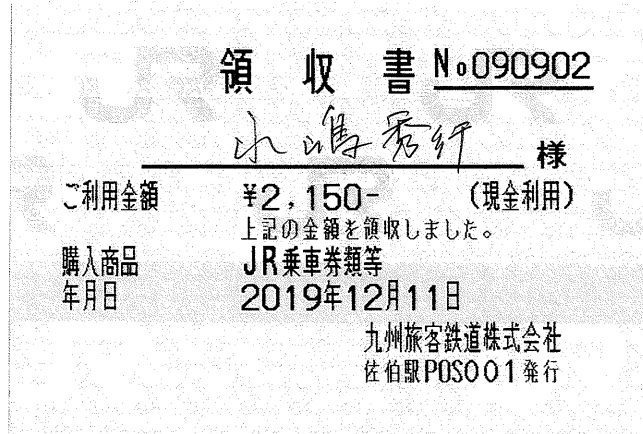 領収書 No090902
永嶋秀 様
ご利用金額 ¥2,150- (現金利用)
上記の金額を領収しました。
購入商品 JR乗車券類等
年月日 2019年12月11日
九州旅客鉄道株式会社
佐伯駅POS001発行